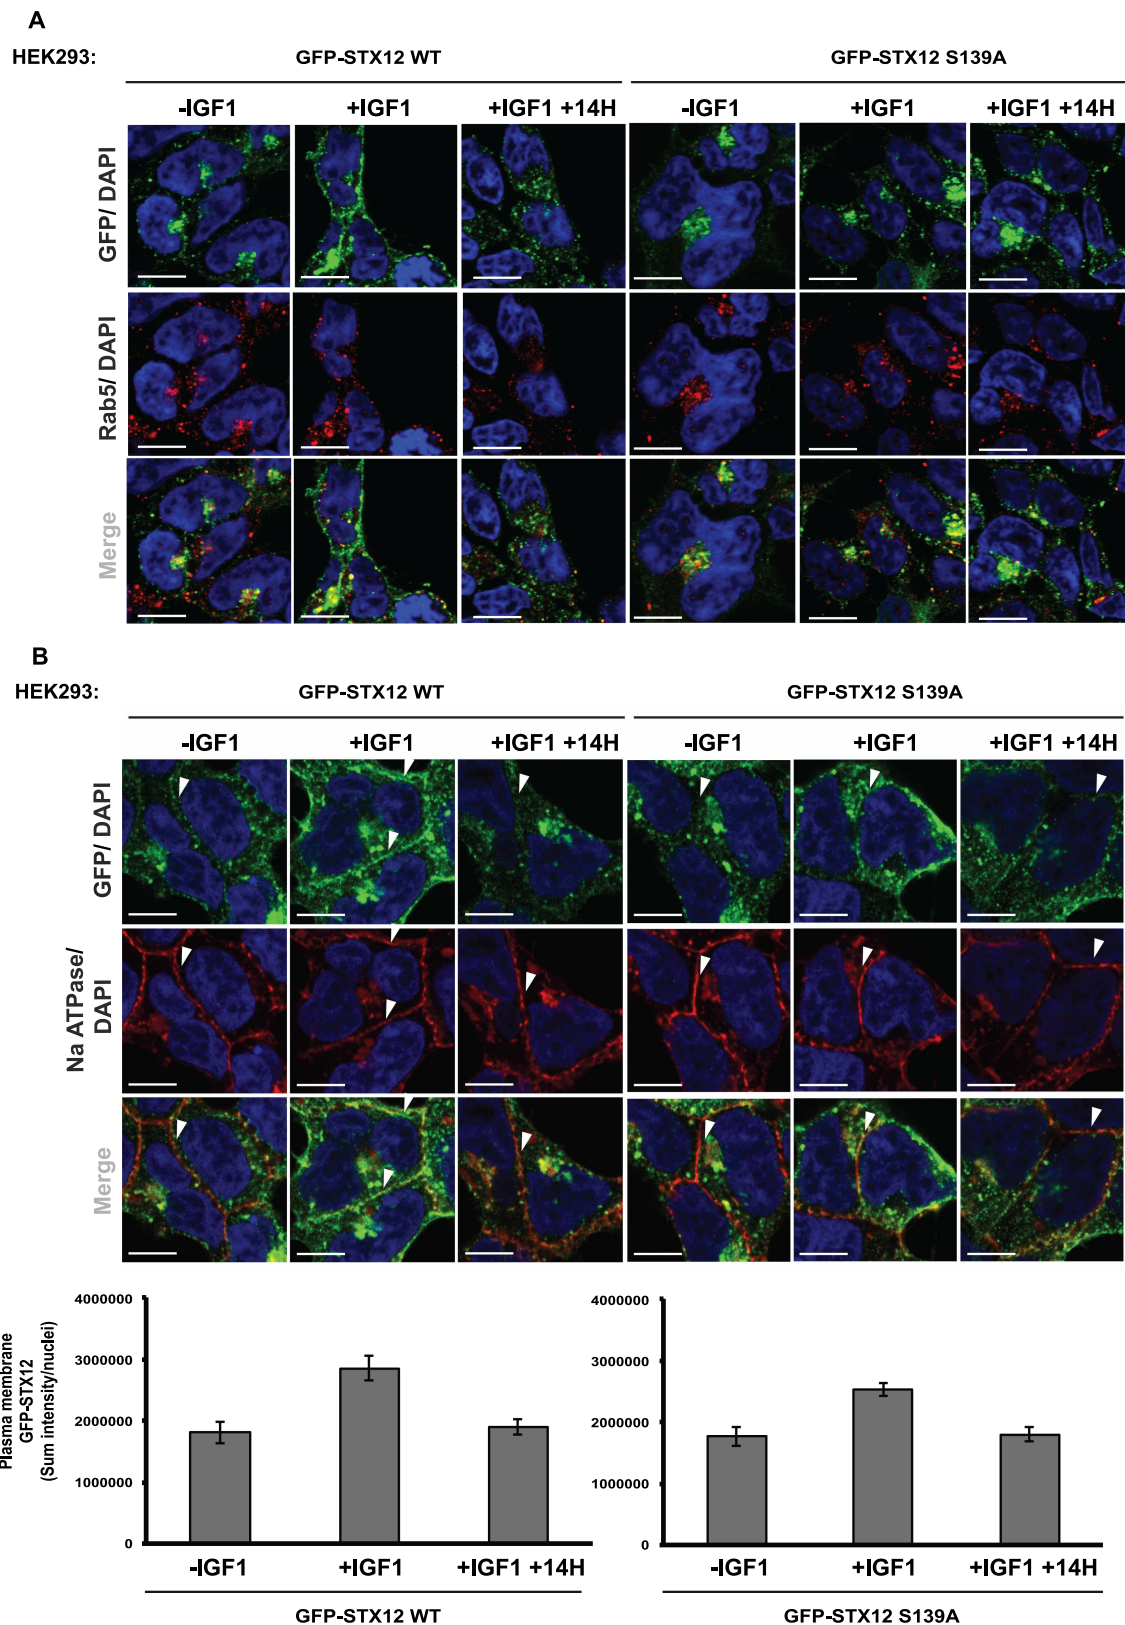 A
HEK293: GFP-STX12 WT GFP-STX12 S139A
-IGF1 +IGF1 +IGF1 +14H -IGF1 +IGF1 +IGF1 +14H
GFP/ DAPI
Rab5/ DAPI
Merge
B
HEK293: GFP-STX12 WT GFP-STX12 S139A
-IGF1 +IGF1 +IGF1 +14H -IGF1 +IGF1 +IGF1 +14H
GFP/ DAPI
Na ATPase/
DAPI
Merge
Plasma membrane
GFP-STX12
(Sum intensity/nuclei)
4000000
3000000
2000000
1000000
0
-IGF1 +IGF1 +IGF1 +14H
GFP-STX12 WT
4000000
3000000
2000000
1000000
0
-IGF1 +IGF1 +IGF1 +14H
GFP-STX12 S139A